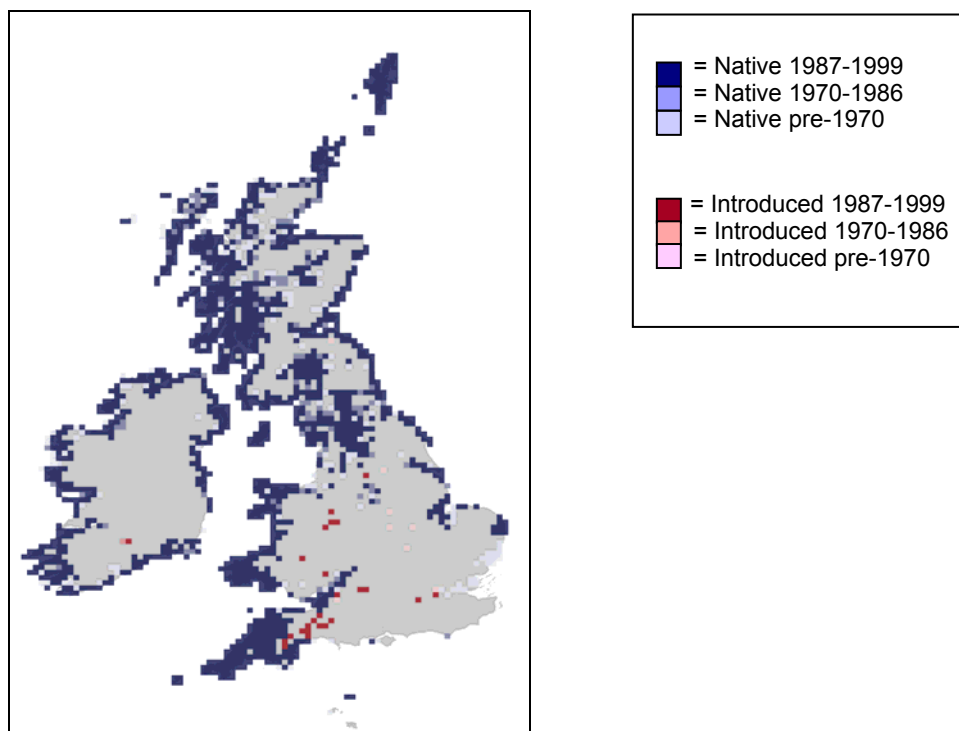 = Native 1987-1999
= Native 1970-1986
= Native pre-1970
= Introduced 1987-1999
= Introduced 1970-1986
= Introduced pre-1970